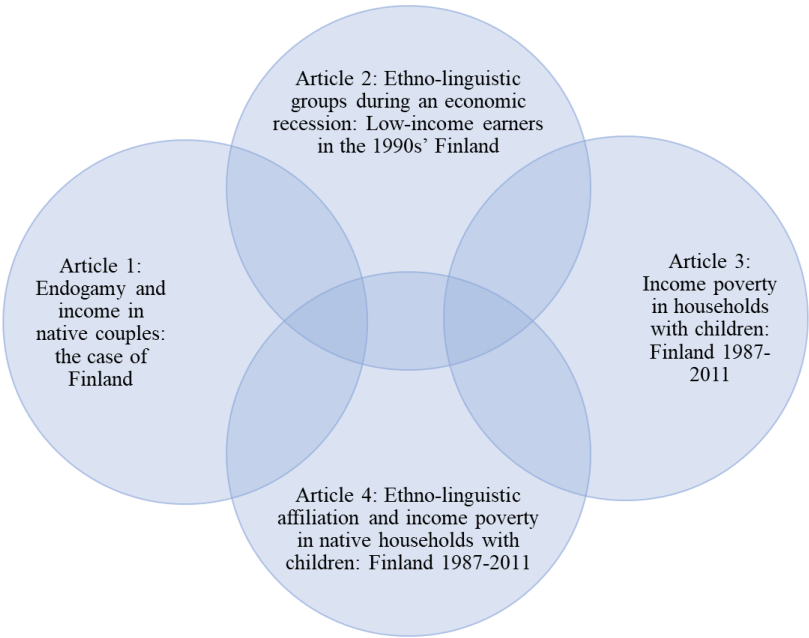 Article 2: Ethno-linguistic
groups during an economic
recession: Low-income earners
in the 1990s' Finland
Article 1:
Endogamy and
income in
native couples:
the case of
Finland
Article 3:
Income poverty
in households
with children:
Finland 1987-
2011
Article 4: Ethno-linguistic
affiliation and income poverty
in native households with
children: Finland 1987-2011